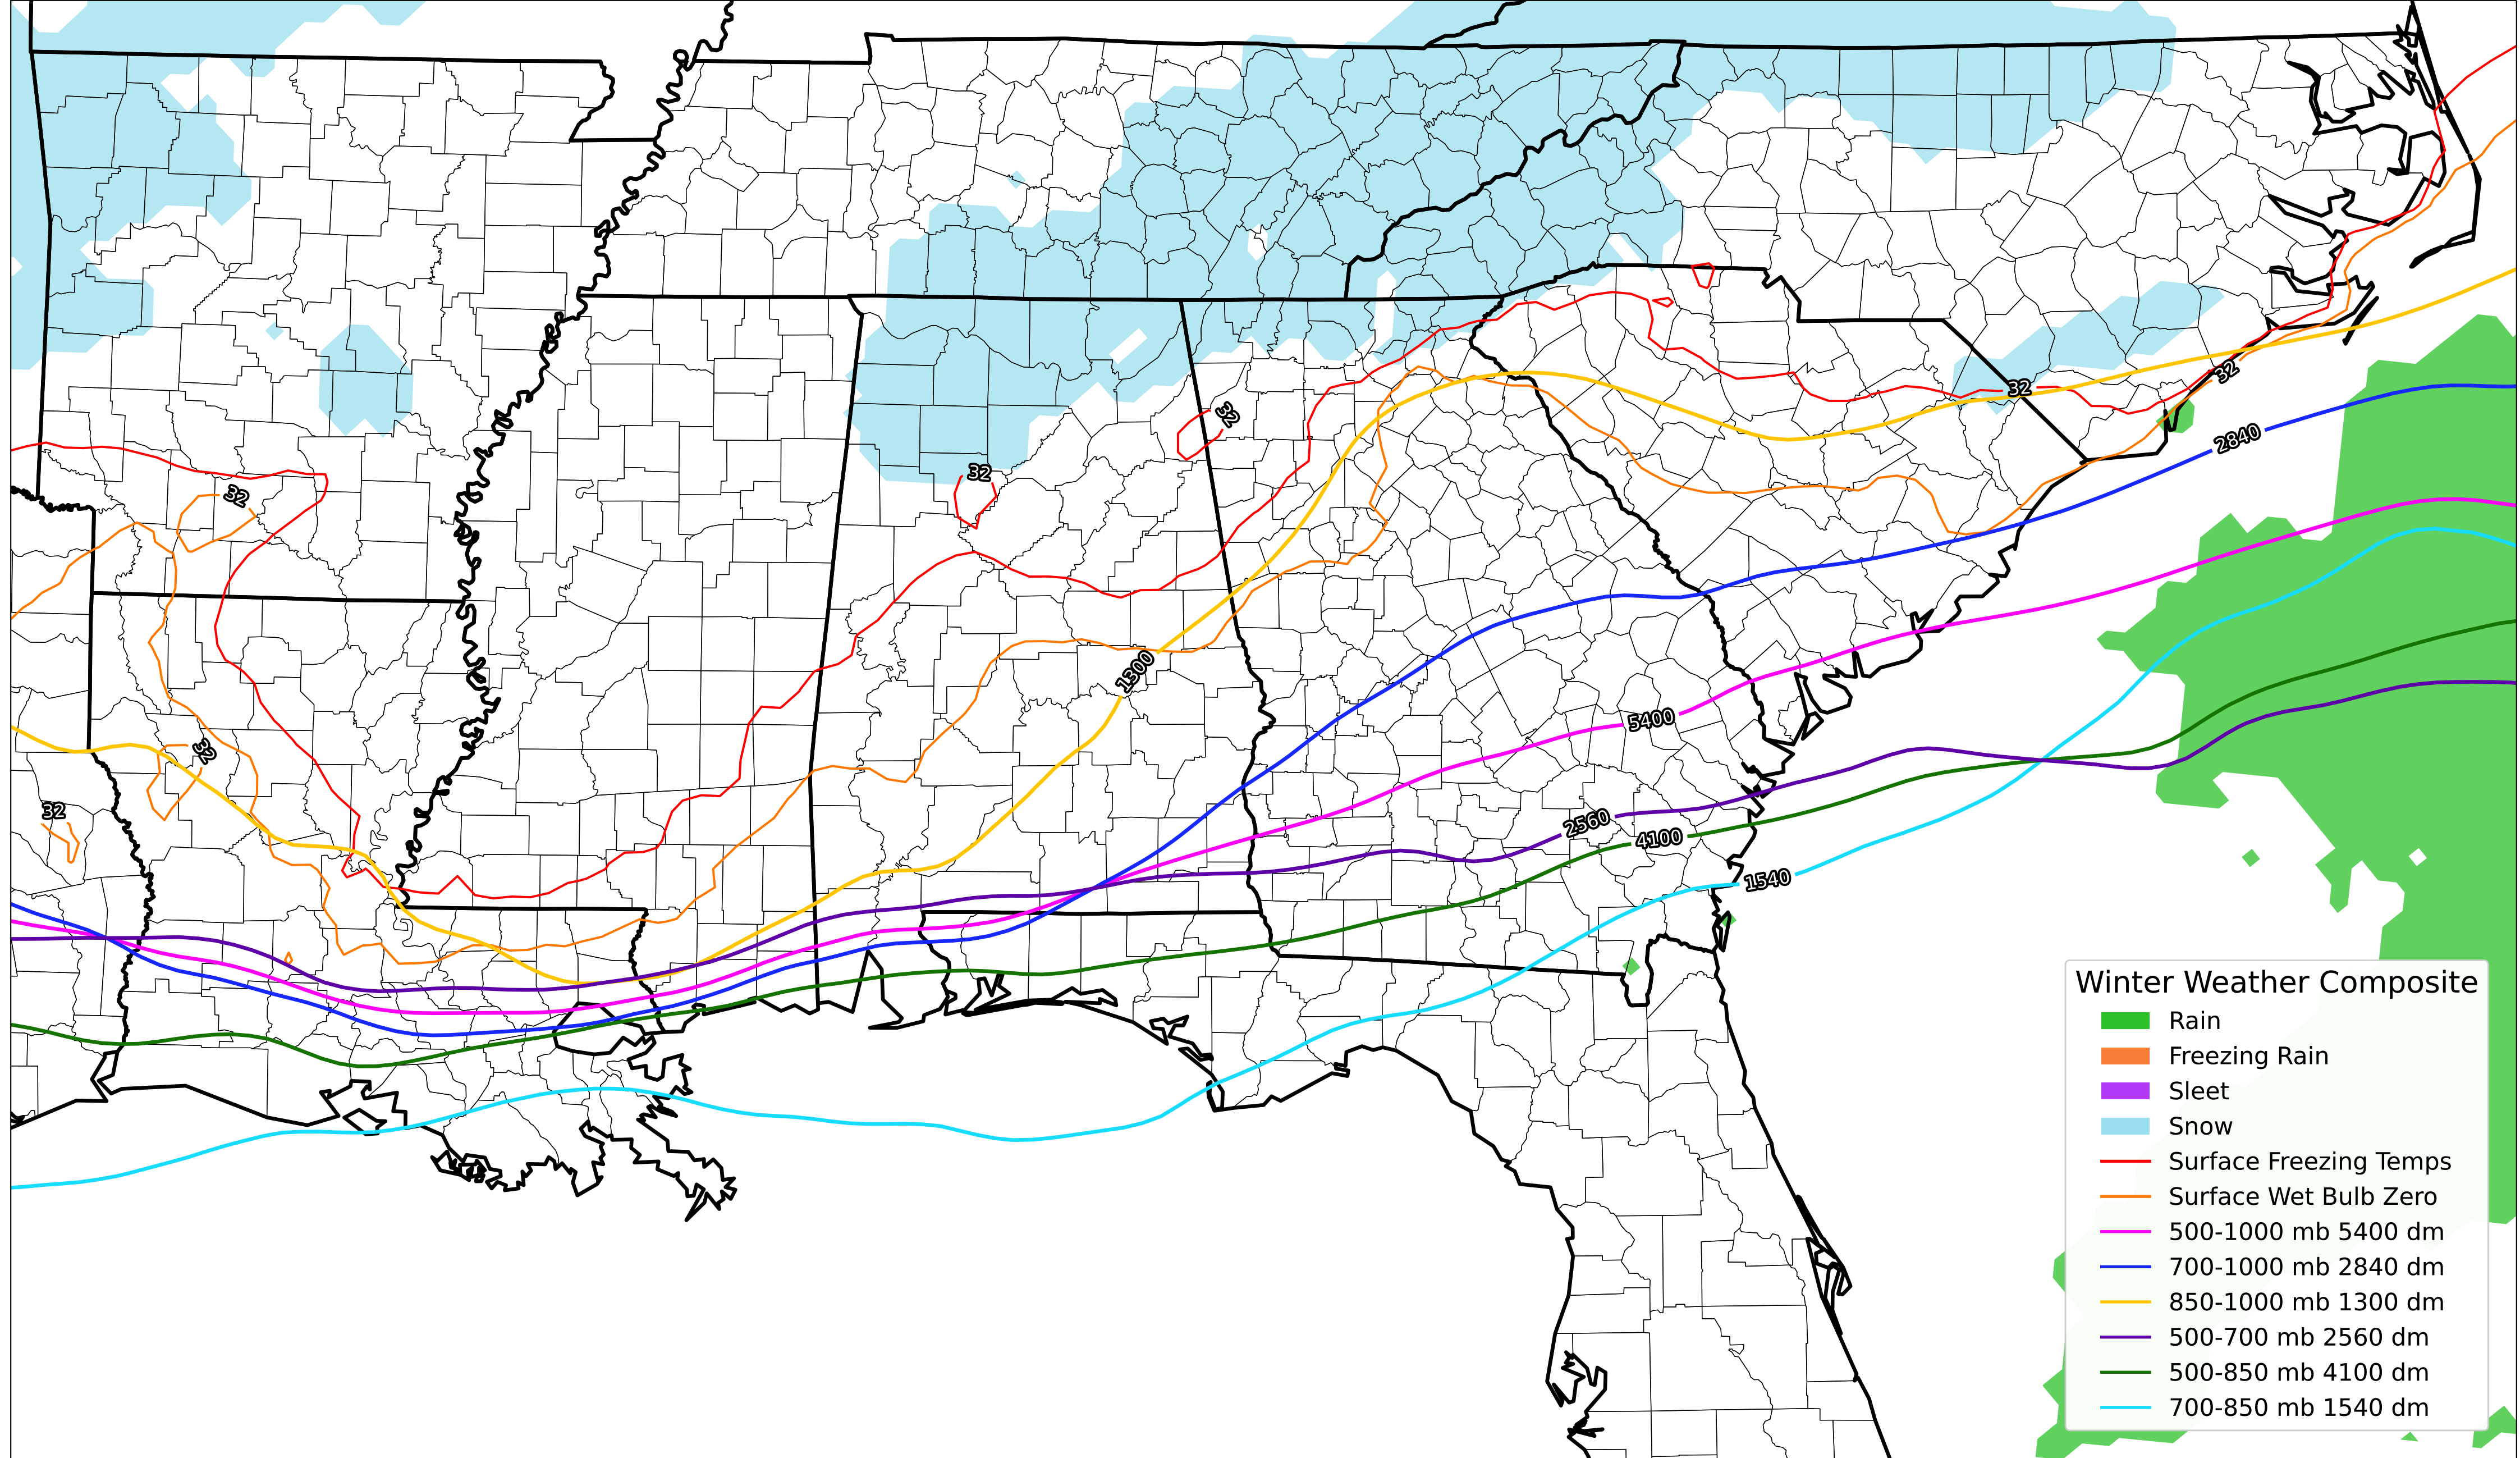 32
32
32
32
32
2840
32
1300
5400
32
2560
4100
1540
Winter Weather Composite
Rain
Freezing Rain
Sleet
Snow
Surface Freezing Temps
Surface Wet Bulb Zero
500-1000 mb 5400 dm
700-1000 mb 2840 dm
850-1000 mb 1300 dm
500-700 mb 2560 dm
500-850 mb 4100 dm
700-850 mb 1540 dm